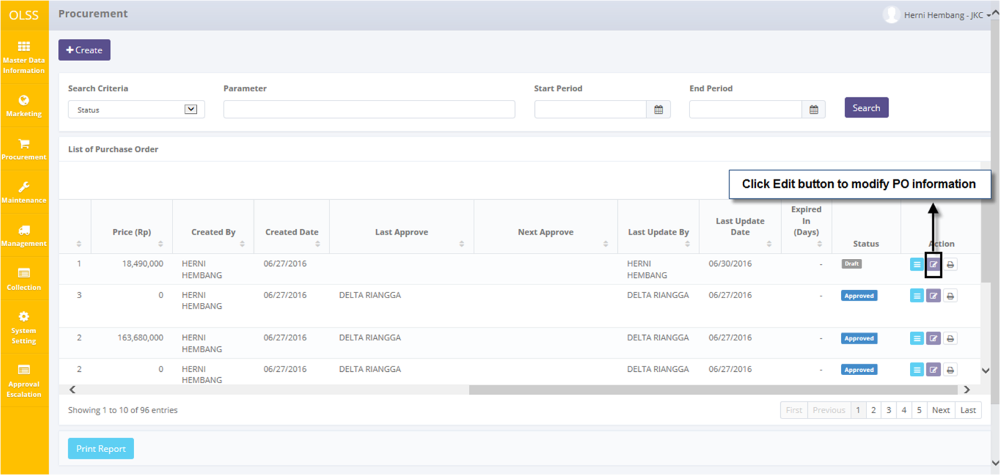 OLSS
Procurement
Herni Hembang - JKC
Master Data
Information
Marketing
Procurement
Maintenance
Management
Collection
System
Setting
Approval
Escalation
Create
Search Criteria
Parameter
Start Period
End Period
Status
Search
List of Purchase Order
Click Edit button to modify PO information
Price (Rp)
Created By
Created Date
Last Approve
Next Approve
Last Update By
Last Update
Date
Expired
In
(Days)
Status
Action
1 18,490,000 HERNI 06/27/2016 HERNI 06/30/2016 - Draft
HEMBANG HEMBANG
3 0 HERNI 06/27/2016 DELTA RIANGGA DELTA RIANGGA 06/27/2016 - Approved
HEMBANG
2 163,680,000 HERNI 06/27/2016 DELTA RIANGGA DELTA RIANGGA 06/27/2016 - Approved
HEMBANG
2 0 HERNI 06/27/2016 DELTA RIANGGA DELTA RIANGGA 06/27/2016 - Approved
HEMBANG
Showing 1 to 10 of 96 entries
First Previous 1 2 3 4 5 Next Last
Print Report